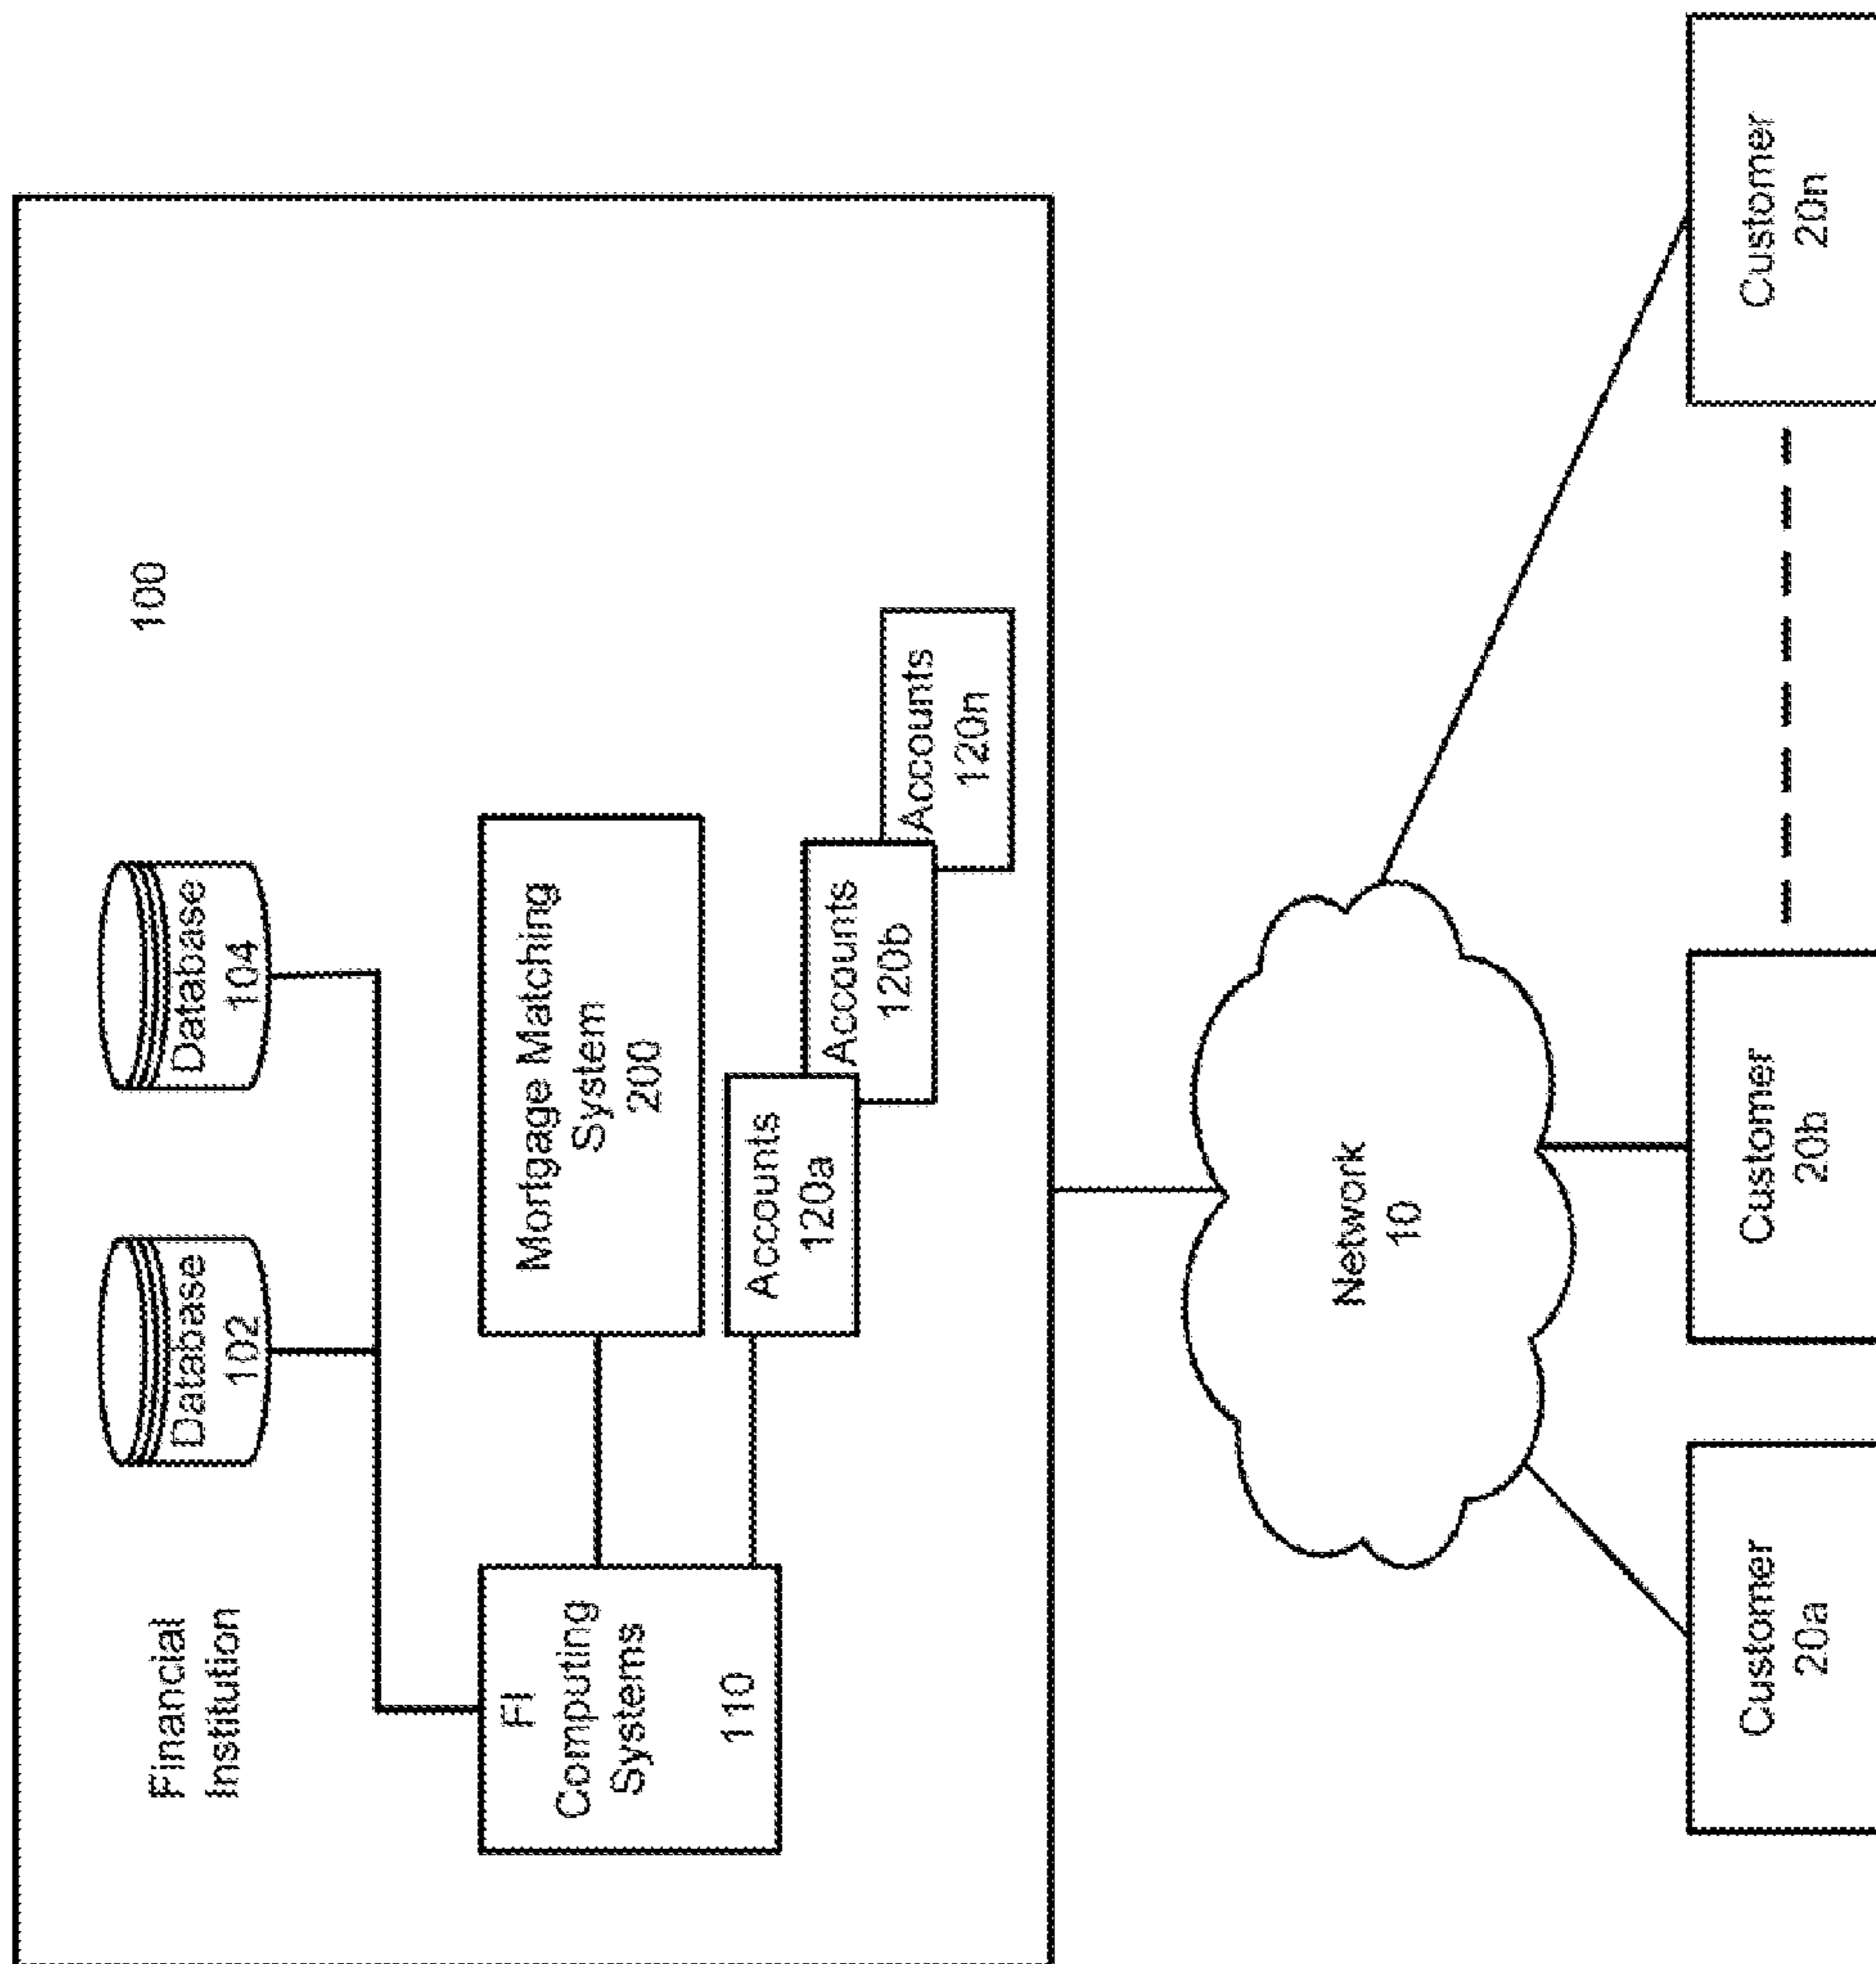 Financial
Institution
100
Database
102
Database
104
FI
Computing
Systems
110
Mortgage Matching
System
200
Accounts
120a
Accounts
120b
Accounts
120n
Network
10
Customer
20a
Customer
20b
Customer
20n